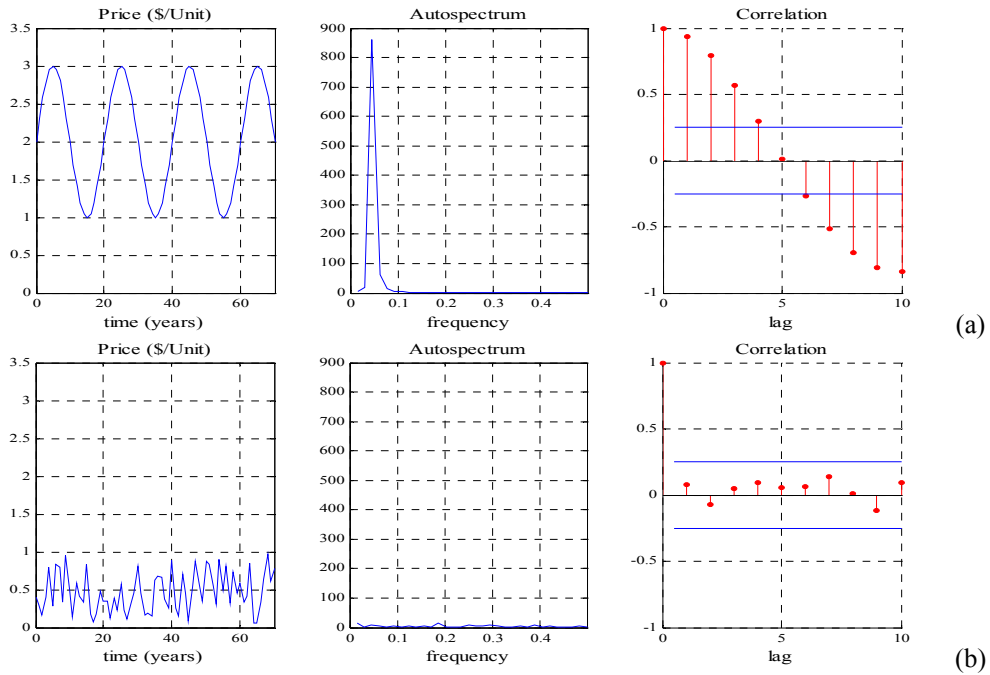 Price ($/Unit)
3.5
3
2.5
2
1.5
1
0.5
0
0 20 40 60
time (years)
Autospectrum
900
800
700
600
500
400
300
200
100
0
0 0.1 0.2 0.3 0.4
frequency
Correlation
1
0.5
0
-0.5
-1
0 5 10
lag
(a)
Price ($/Unit)
3.5
3
2.5
2
1.5
1
0.5
0
0 20 40 60
time (years)
Autospectrum
900
800
700
600
500
400
300
200
100
0
0 0.1 0.2 0.3 0.4
frequency
Correlation
1
0.5
0
-0.5
-1
0 5 10
lag
(b)